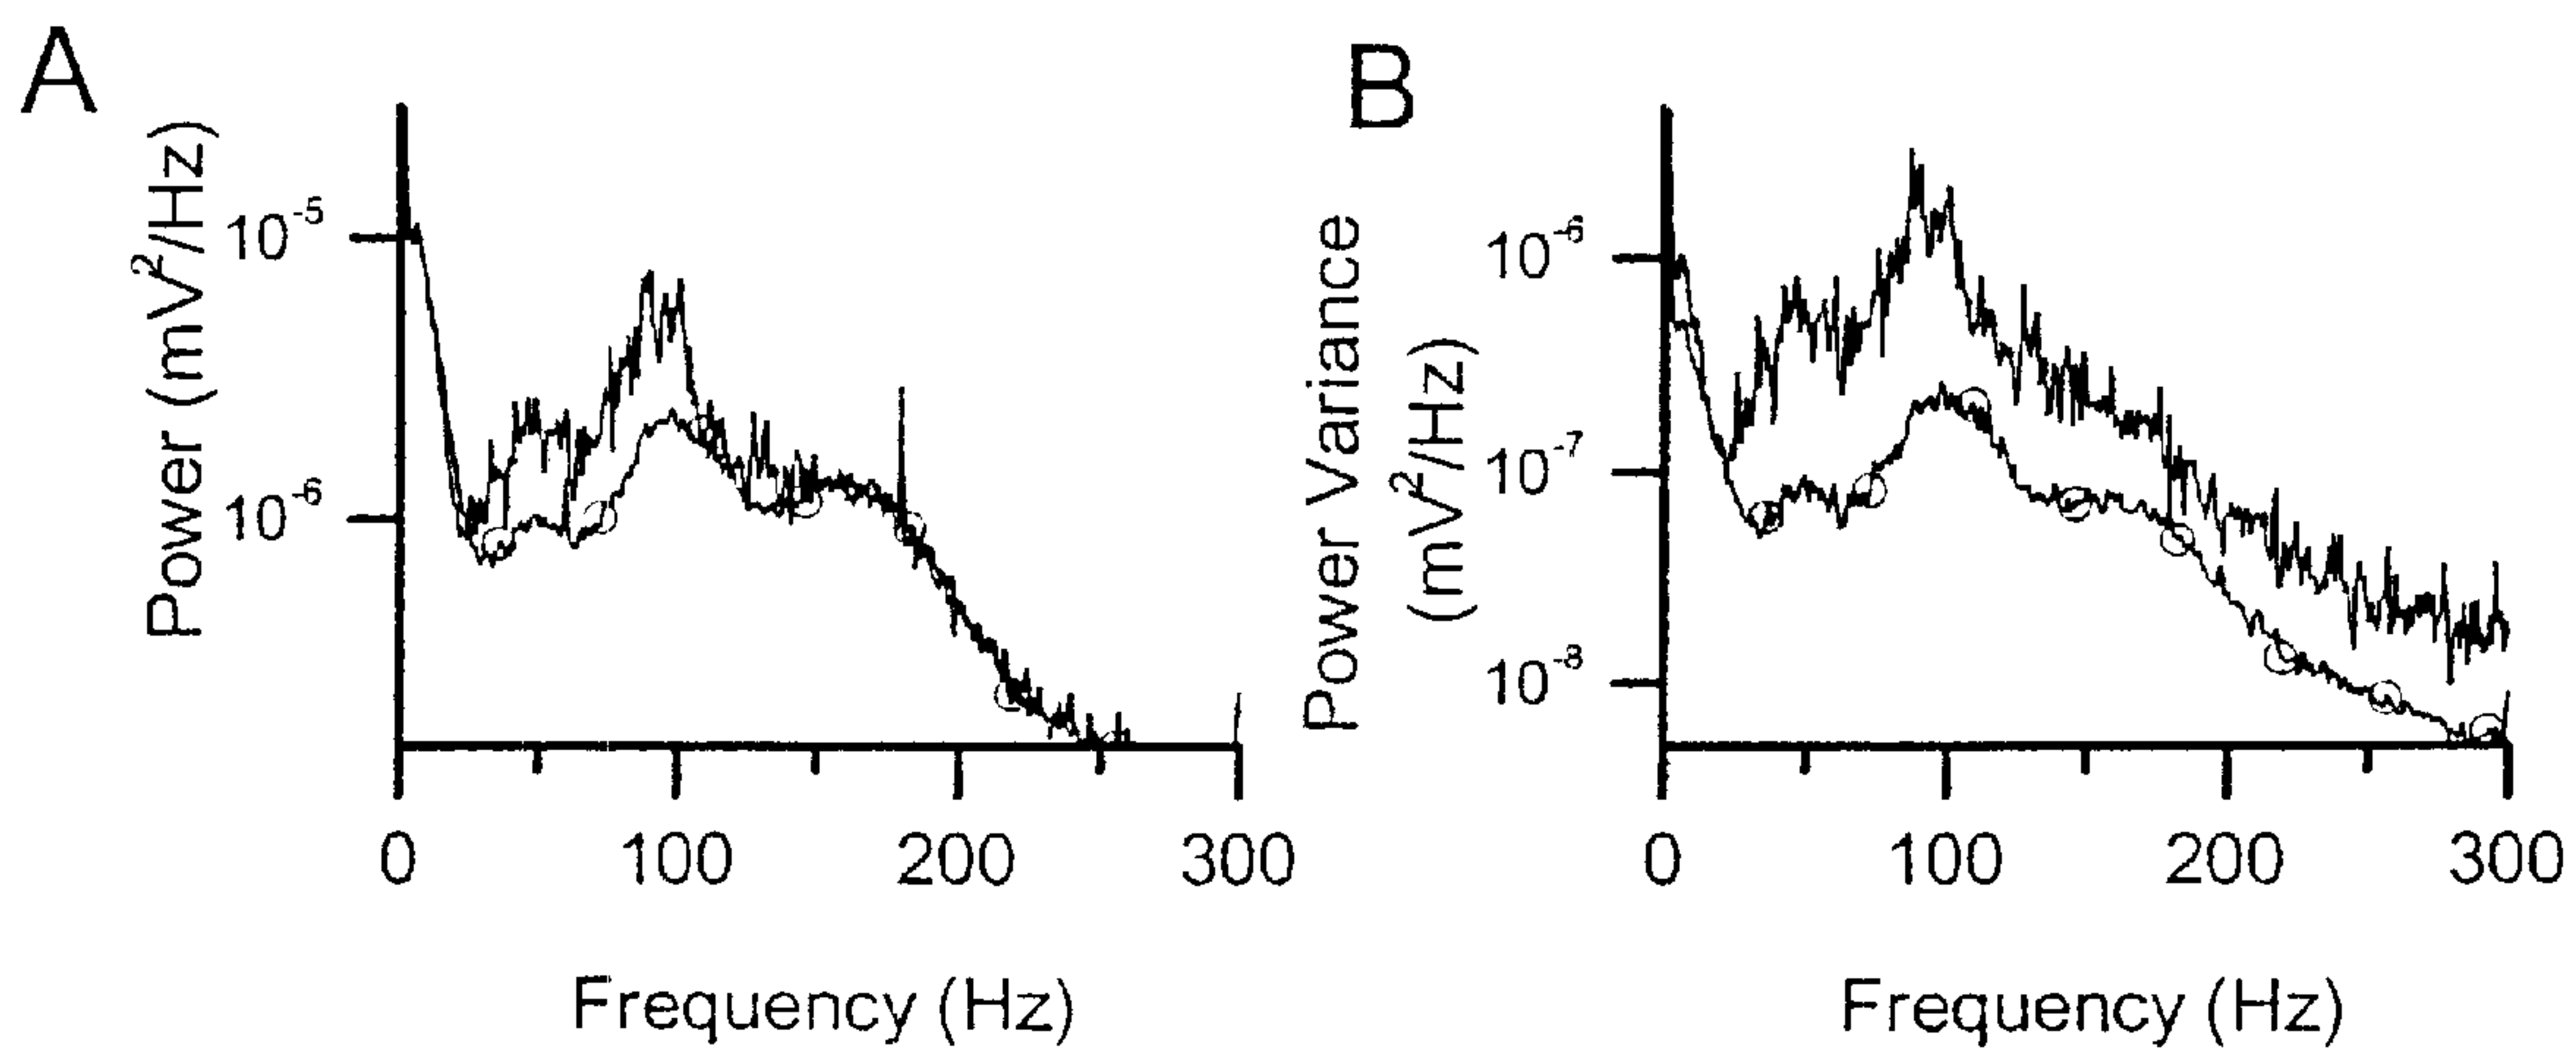 A
Power (mV²/Hz)
10⁻⁵
10⁻⁶
0 100 200 300
Frequency (Hz)
B
Power Variance
(mV²/Hz)
10⁻⁶
10⁻⁷
10⁻⁸
0 100 200 300
Frequency (Hz)